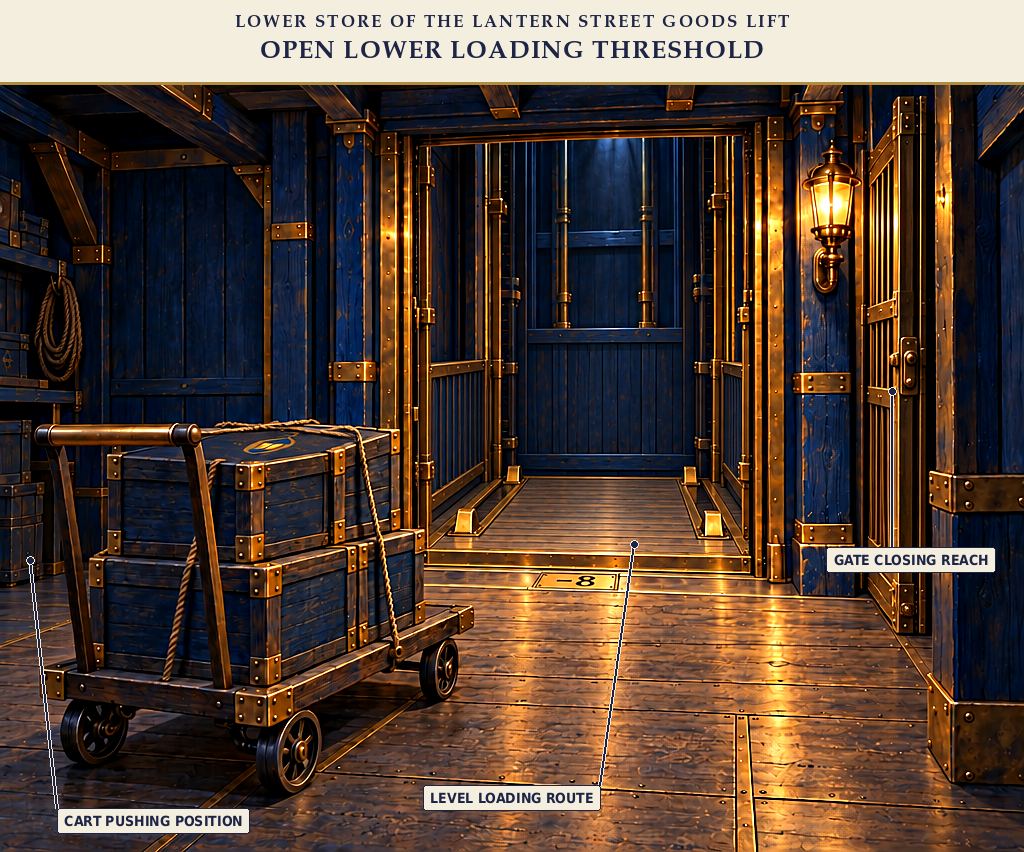 LOWER STORE OF THE LANTERN STREET GOODS LIFT
OPEN LOWER LOADING THRESHOLD
-8
GATE CLOSING REACH
LEVEL LOADING ROUTE
CART PUSHING POSITION